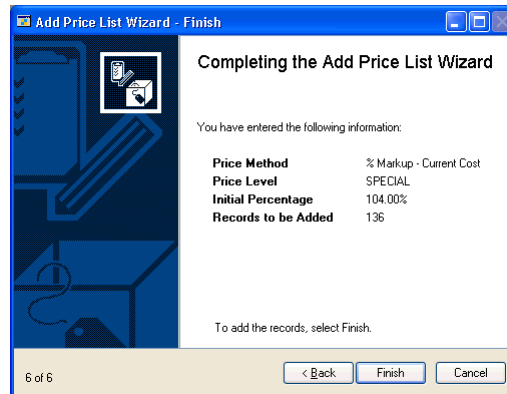 Add Price List Wizard - Finish
Completing the Add Price List Wizard
You have entered the following information:
Price Method % Markup - Current Cost
Price Level SPECIAL
Initial Percentage 104.00%
Records to be Added 136
To add the records, select Finish.
6 of 6 < Back Finish Cancel